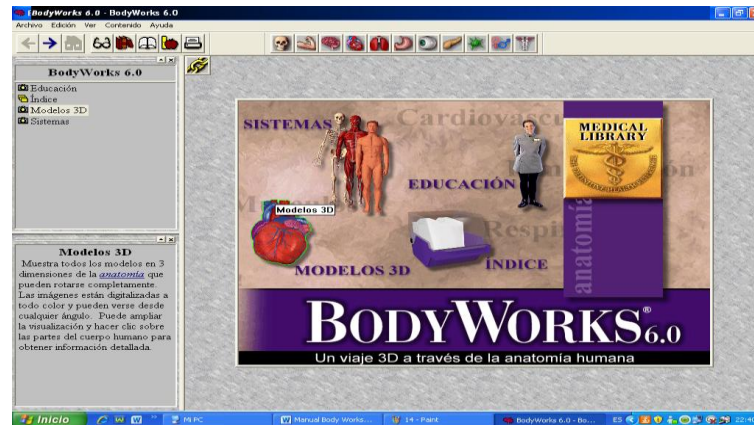 BodyWorks 6.0 - BodyWorks 6.0
Archivo Edición Ver Contenido Ayuda
BodyWorks 6.0
Educación
Índice
Modelos 3D
Sistemas
Modelos 3D
Muestra todos los modelos en 3
dimensiones de la anatomía que
pueden rotarse completamente.
Las imágenes están digitalizadas a
todo color y pueden verse desde
cualquier ángulo. Puede ampliar
la visualización y hacer clic sobre
las partes del cuerpo humano para
obtener información detallada.
SISTEMAS
Cardiovascu
MEDICAL
LIBRARY
EDUCACIÓN
Modelos 3D
Respi
MODELOS 3D
ÍNDICE
anatomía
BODYWORKS® 6.0
Un viaje 3D a través de la anatomía humana
Inicio
Mi PC
Manual Body Works...
14 - Paint
BodyWorks 6.0 - Bo...
ES